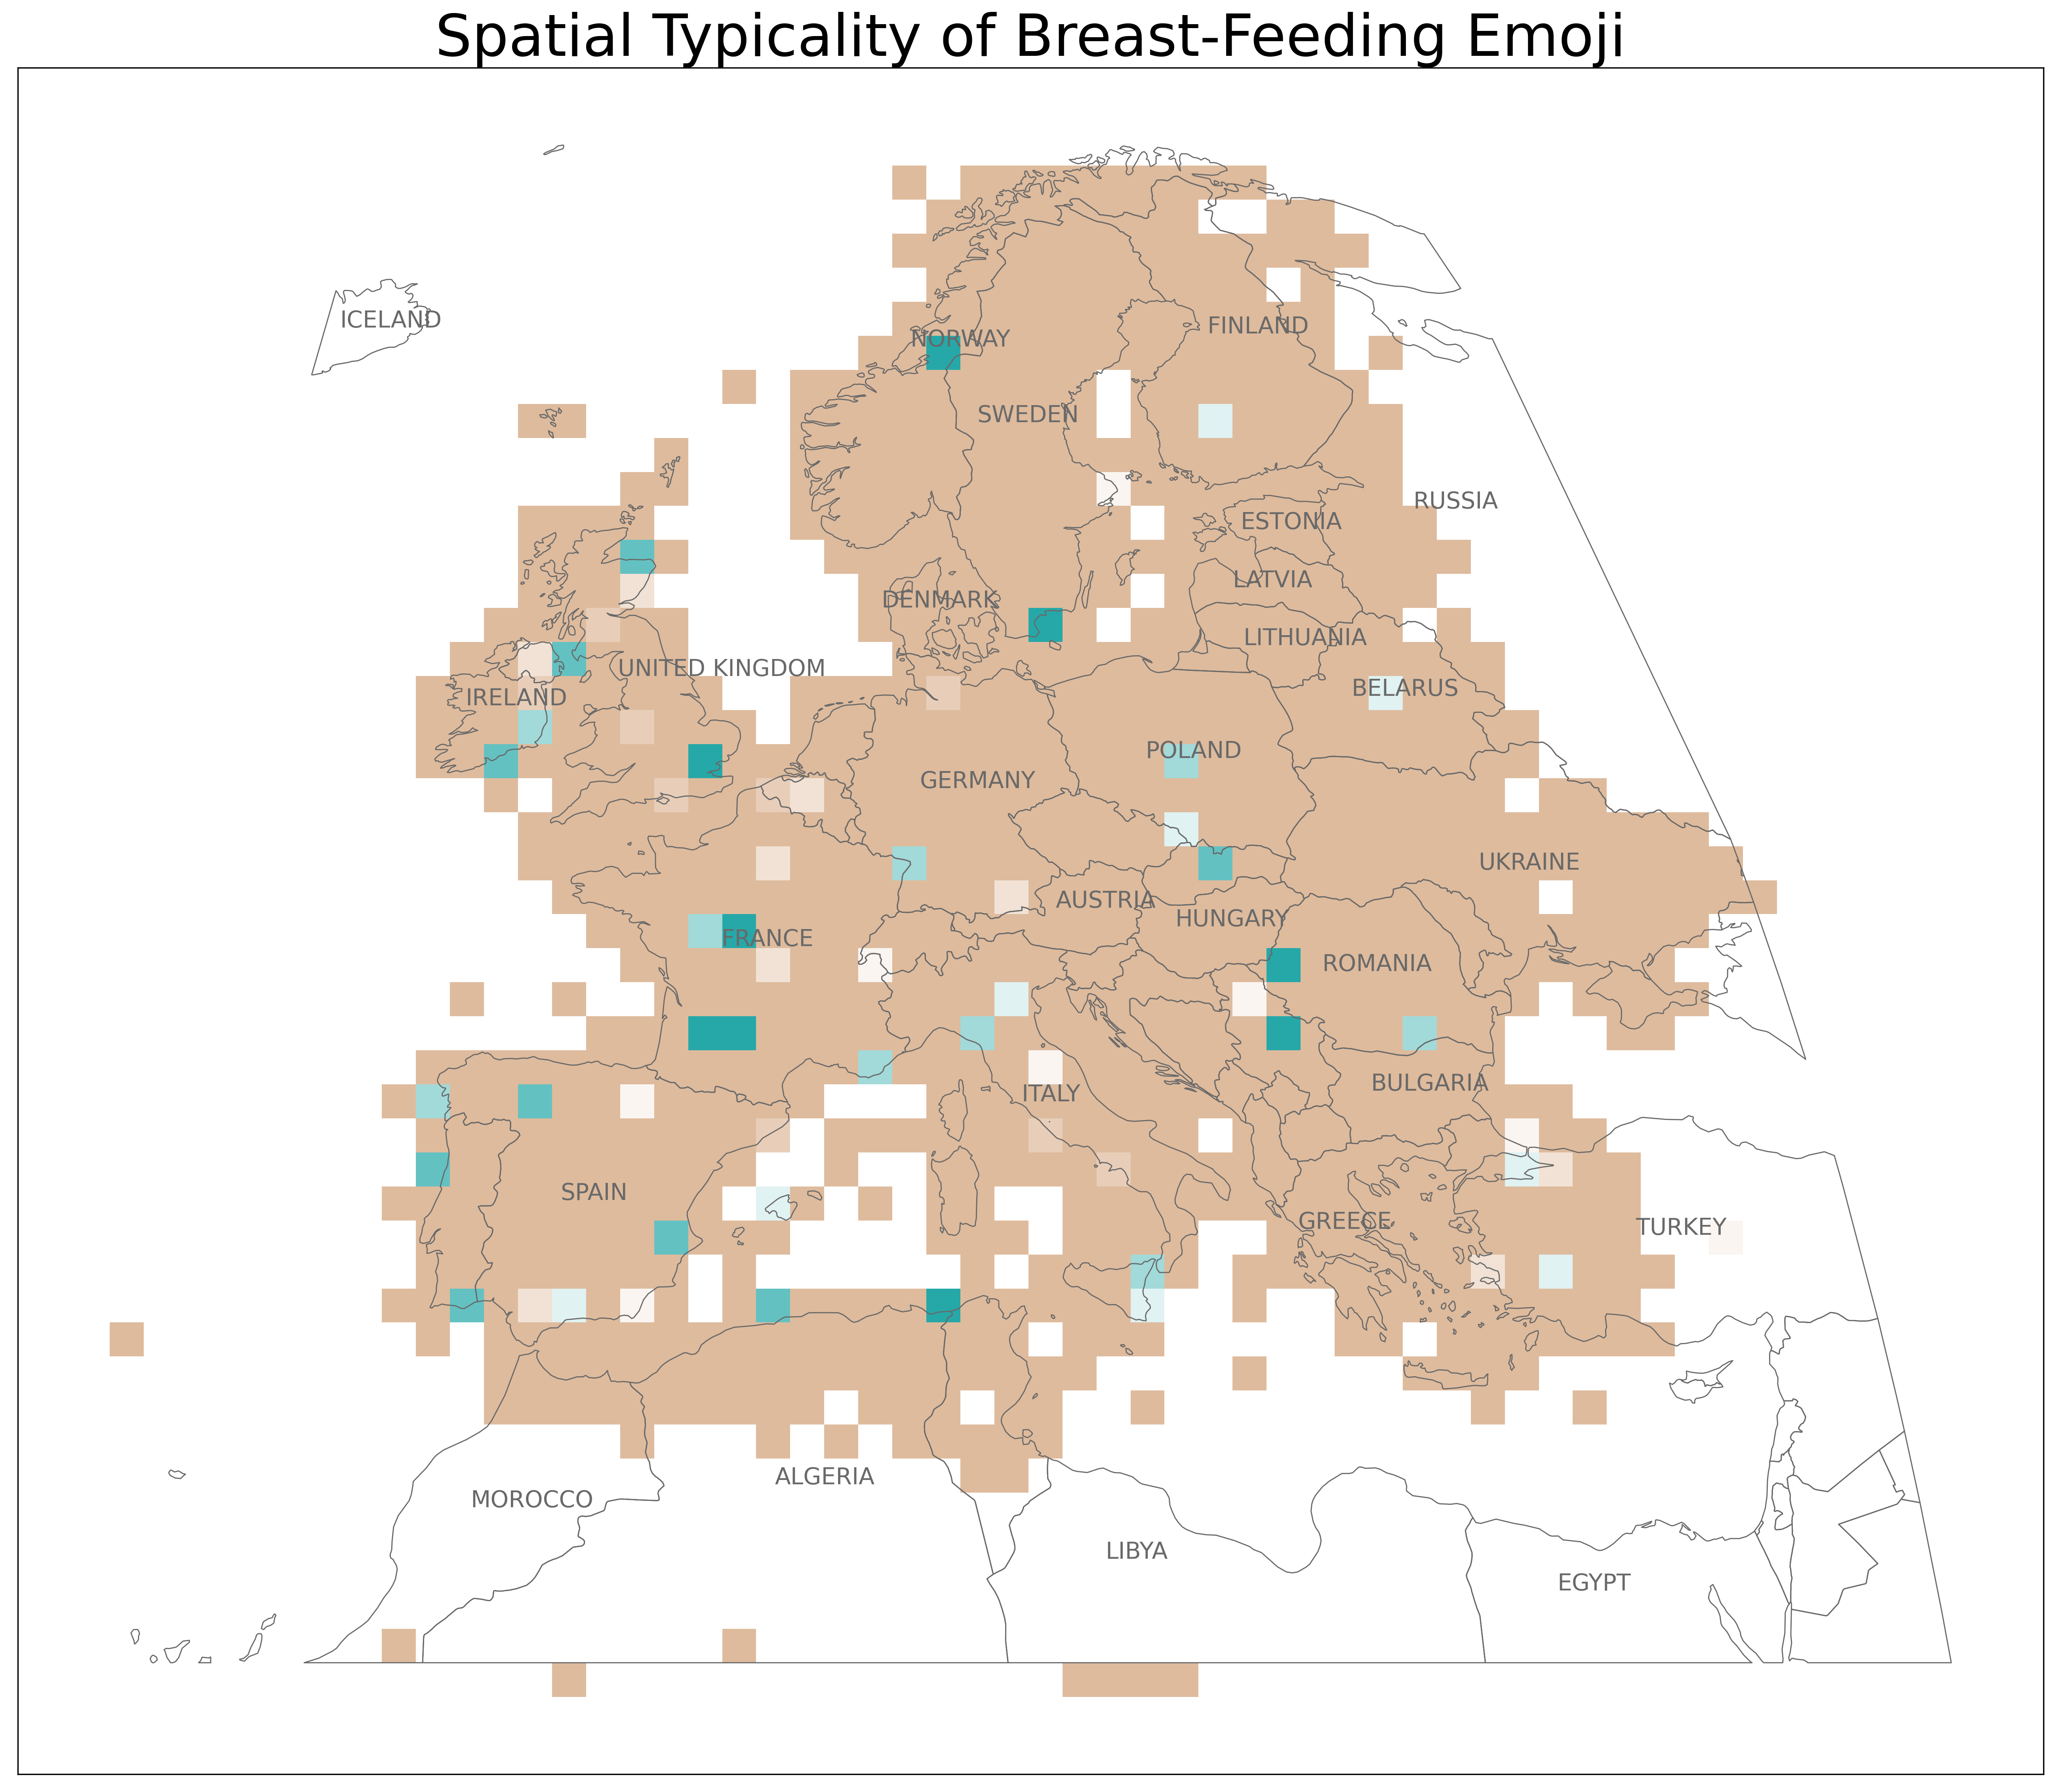 Spatial Typicality of Breast-Feeding Emoji
ICELAND
NORWAY
FINLAND
SWEDEN
RUSSIA
ESTONIA
LATVIA
DENMARK
LITHUANIA
UNITED KINGDOM
IRELAND
BELARUS
POLAND
GERMANY
UKRAINE
AUSTRIA
HUNGARY
FRANCE
ROMANIA
BULGARIA
ITALY
SPAIN
GREECE
TURKEY
ALGERIA
MOROCCO
LIBYA
EGYPT